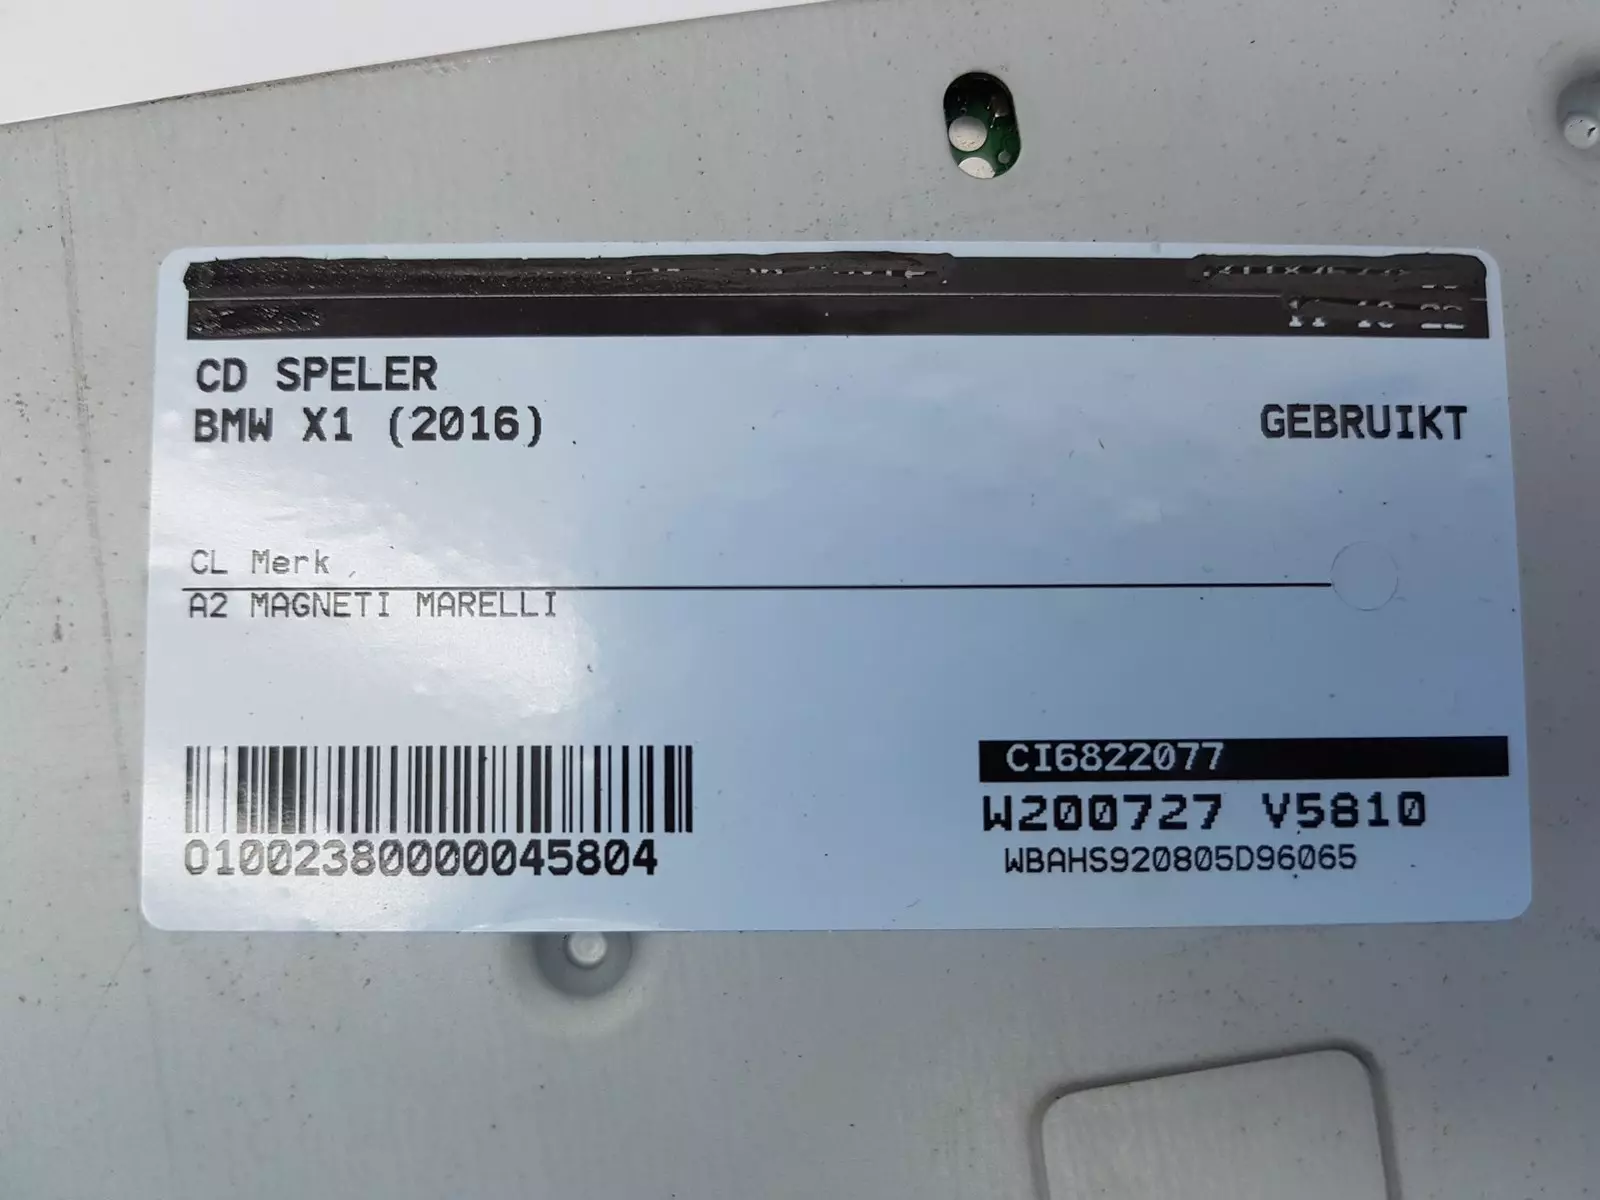 CD SPELER
BMW X1 (2016)
GEBRUIKT
CL Merk
A2 MAGNETI MARELLI
CI6822077
W200727 V5810
WBAHS920805D96065
01002380000045804